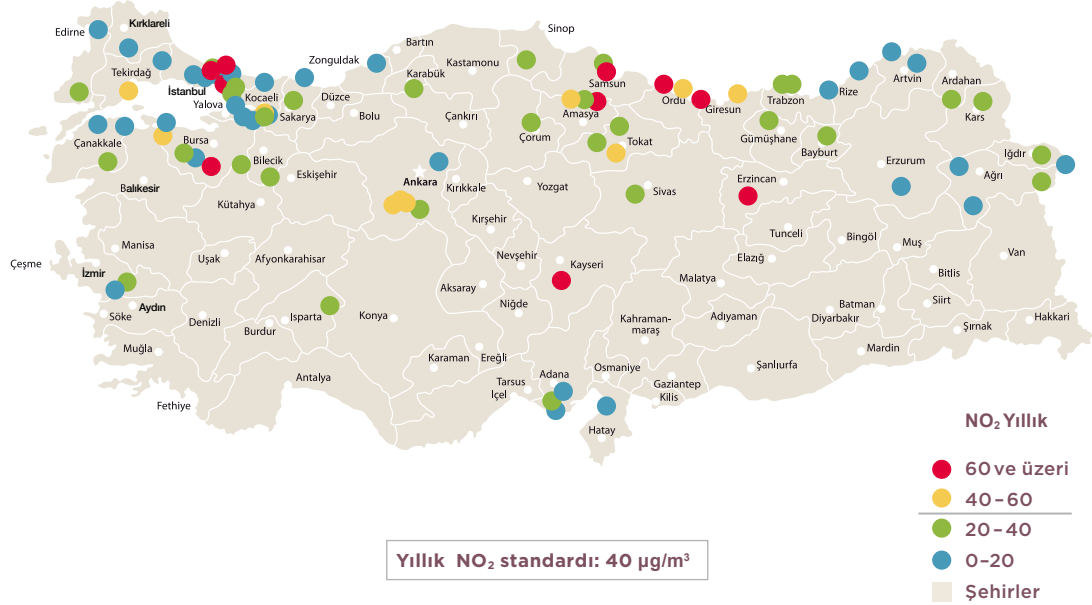 Sinop
Kırklareli
Edirne
Bartın
Zonguldak
Kastamonu
Karabük
Tekirdağ
Artvin
Ardahan
Samsun
İstanbul
Kocaeli
Yalova
Düzce
Ordu
Trabzon
Rize
Giresun
Kars
Sakarya
Bolu
Çankırı
Amasya
Gümüşhane
Çorum
Tokat
Çanakkale
Bursa
Bayburt
Iğdır
Bilecik
Erzurum
Ağrı
Eskişehir
Ankara
Kırıkkale
Yozgat
Sivas
Erzincan
Balıkesir
Kütahya
Kırşehir
Tunceli
Bingöl
Muş
Manisa
Uşak
Afyonkarahisar
Nevşehir
Kayseri
Elazığ
Van
Çeşme
İzmir
Malatya
Bitlis
Aksaray
Aydın
Niğde
Batman
Siirt
Söke
Denizli
Burdur
Isparta
Konya
Kahraman-
maraş
Adıyaman
Diyarbakır
Hakkari
Şırnak
Muğla
Karaman
Ereğli
Mardin
Antalya
Tarsus
Adana
Osmaniye
Şanlıurfa
İçel
Gaziantep
Kilis
Fethiye
Hatay
NO₂ Yıllık
60 ve üzeri
40–60
20–40
0–20
Şehirler
Yıllık NO₂ standardı: 40 µg/m³